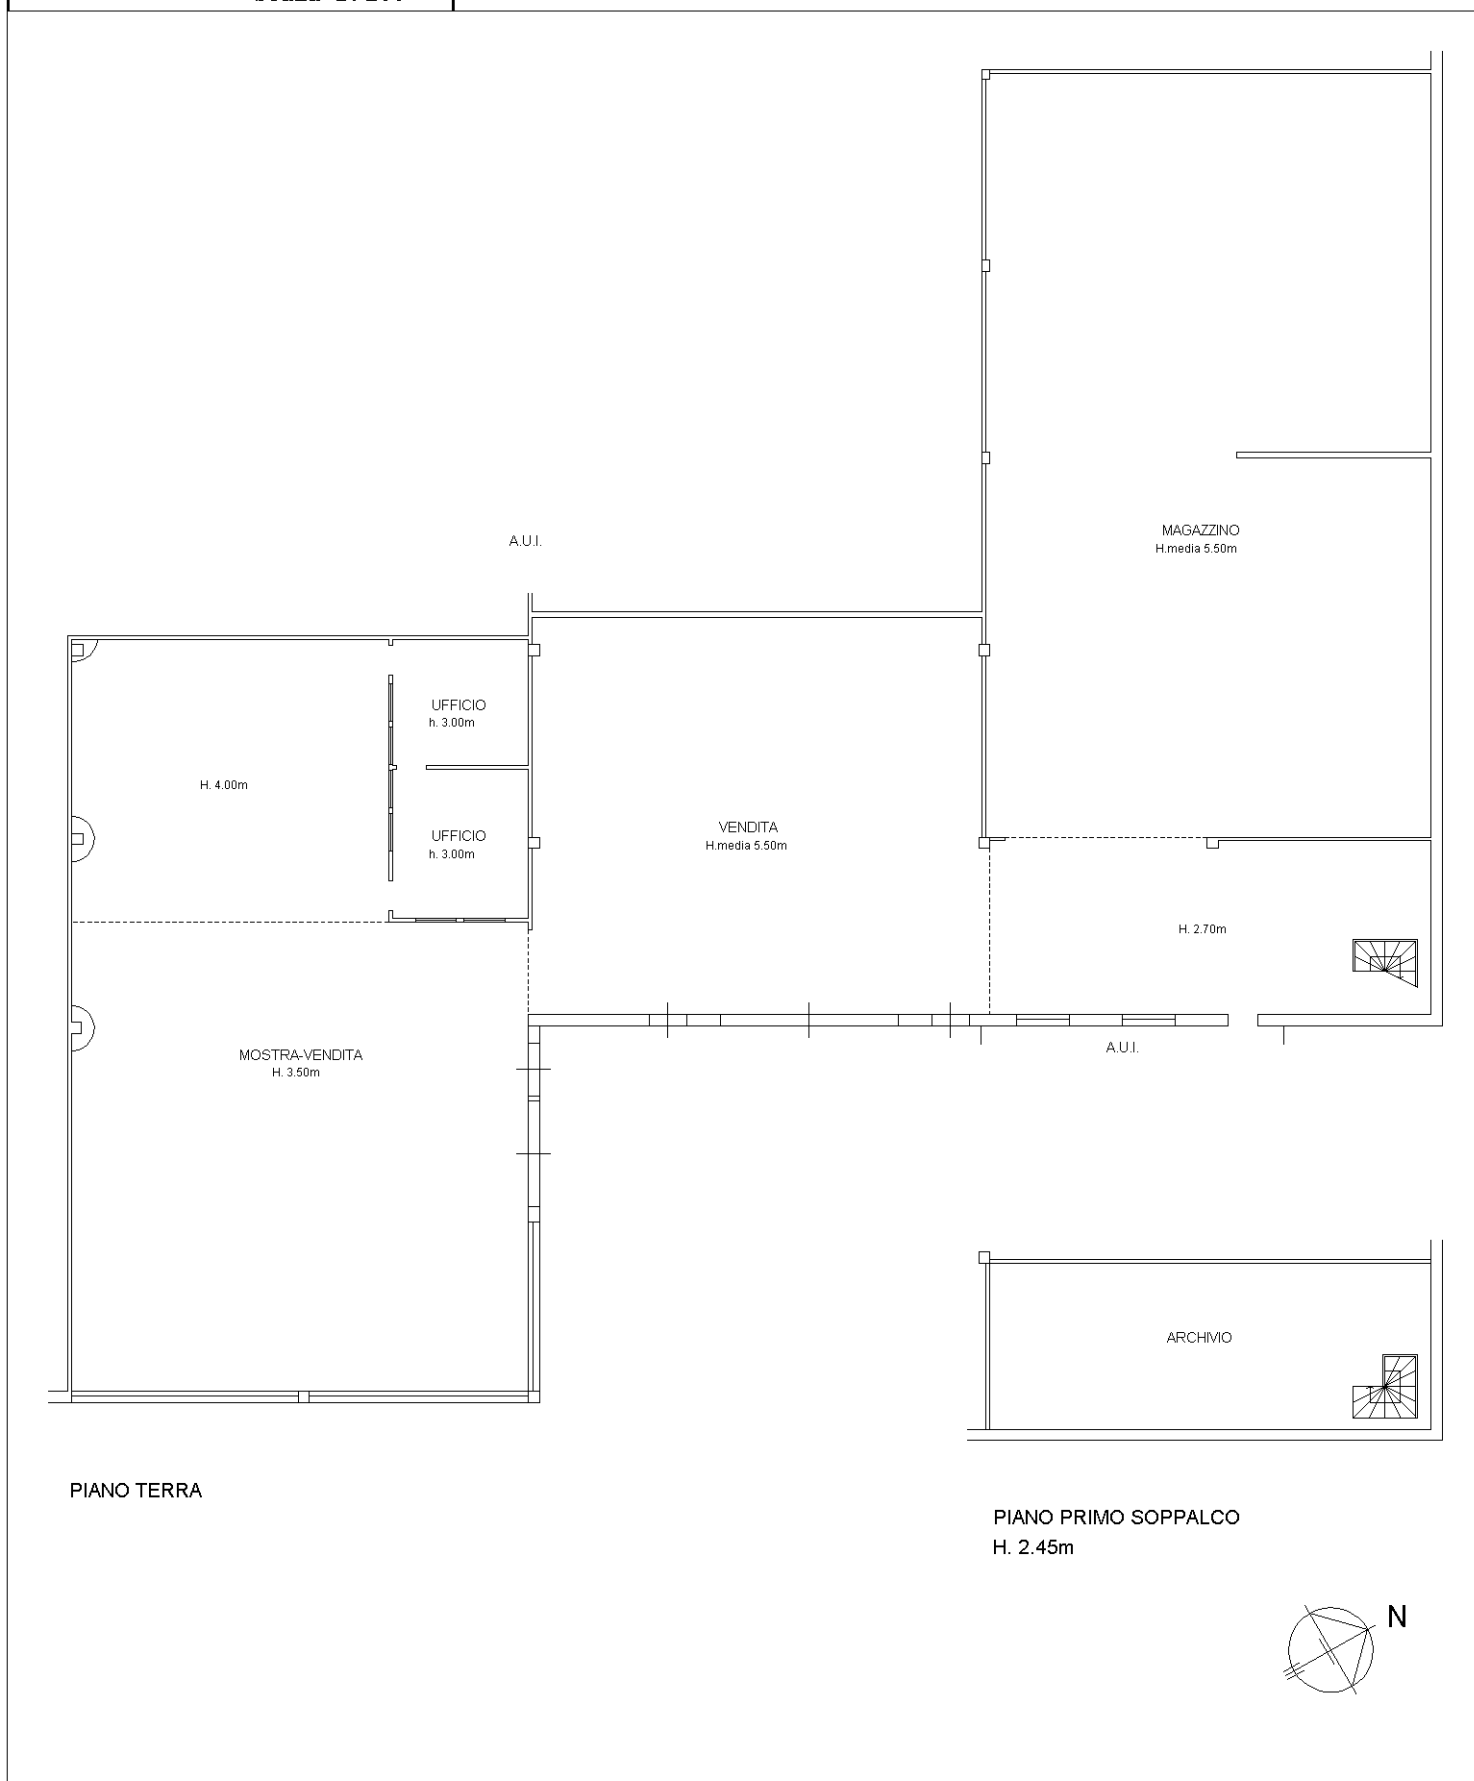 MAGAZZINO
H.media 5.50m
A.U.I.
UFFICIO
h. 3.00m
H. 4.00m
VENDITA
H.media 5.50m
UFFICIO
h. 3.00m
H. 2.70m
A.U.I.
MOSTRA-VENDITA
H. 3.50m
ARCHIVIO
PIANO TERRA
PIANO PRIMO SOPPALCO
H. 2.45m
N